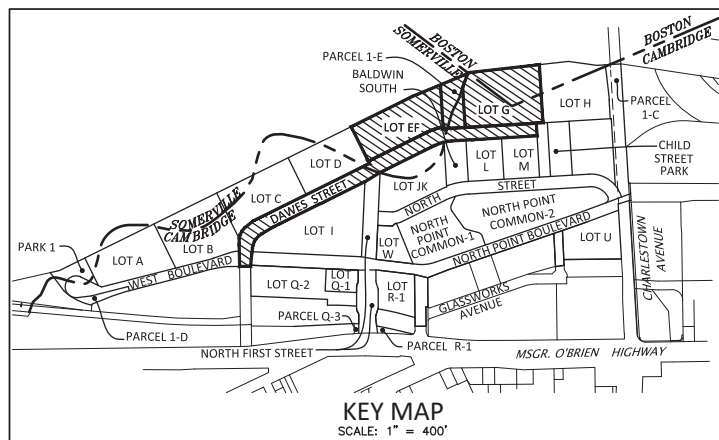 BOSTON
SOMERVILLE
BOSTON
CAMBRIDGE
PARCEL 1-E
BALDWIN
SOUTH
LOT G
LOT H
PARCEL
1-C
LOT EF
LOT D
LOT
L
LOT
M
CHILD
STREET
PARK
SOMERVILLE
CAMBRIDGE
LOT C
DAWES STREET
LOT JK
NORTH
STREET
PARK 1
LOT A
LOT B
LOT I
LOT
W
NORTH
POINT
COMMON-1
NORTH POINT
COMMON-2
NORTH POINT BOULEVARD
LOT U
CHARLESTOWN
AVENUE
WEST BOULEVARD
LOT Q-2
LOT
Q-1
LOT
R-1
GLASSWORKS
AVENUE
PARCEL 1-D
PARCEL Q-3
NORTH FIRST STREET
PARCEL R-1
MSGR. O'BRIEN HIGHWAY
KEY MAP
SCALE: 1" = 400'